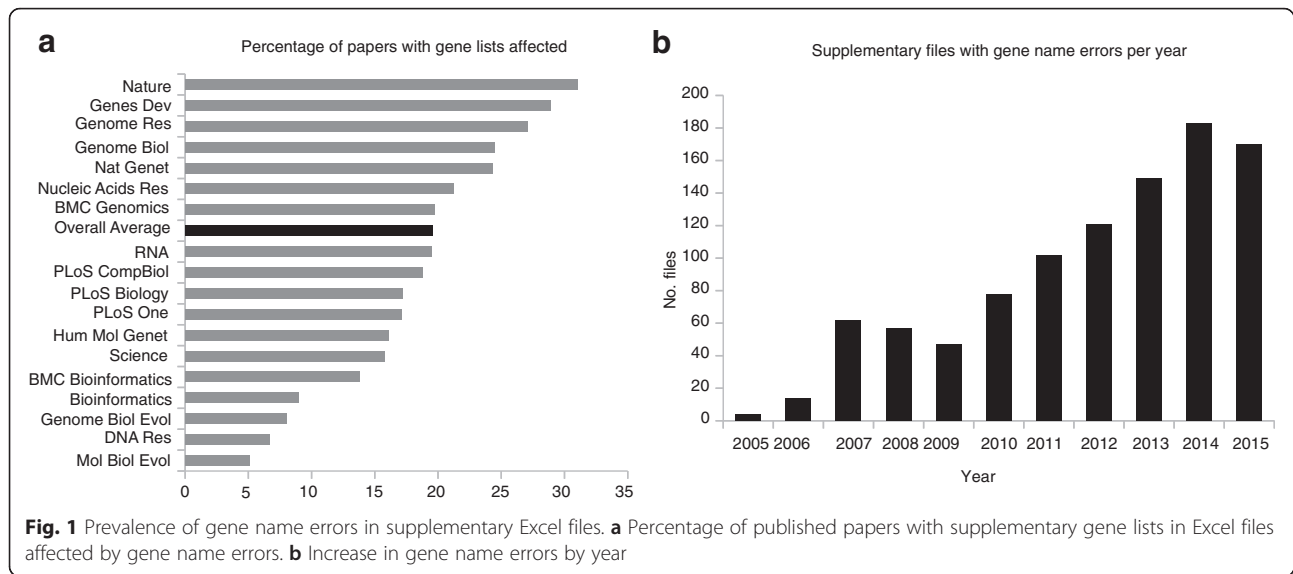 a
Percentage of papers with gene lists affected
Nature
Genes Dev
Genome Res
Genome Biol
Nat Genet
Nucleic Acids Res
BMC Genomics
Overall Average
RNA
PLoS CompBiol
PLoS Biology
PLoS One
Hum Mol Genet
Science
BMC Bioinformatics
Bioinformatics
Genome Biol Evol
DNA Res
Mol Biol Evol
0 5 10 15 20 25 30 35
b
Supplementary files with gene name errors per year
No. files
200
180
160
140
120
100
80
60
40
20
0
2005 2006 2007 2008 2009 2010 2011 2012 2013 2014 2015
Year
Fig. 1 Prevalence of gene name errors in supplementary Excel files. a Percentage of published papers with supplementary gene lists in Excel files
affected by gene name errors. b Increase in gene name errors by year